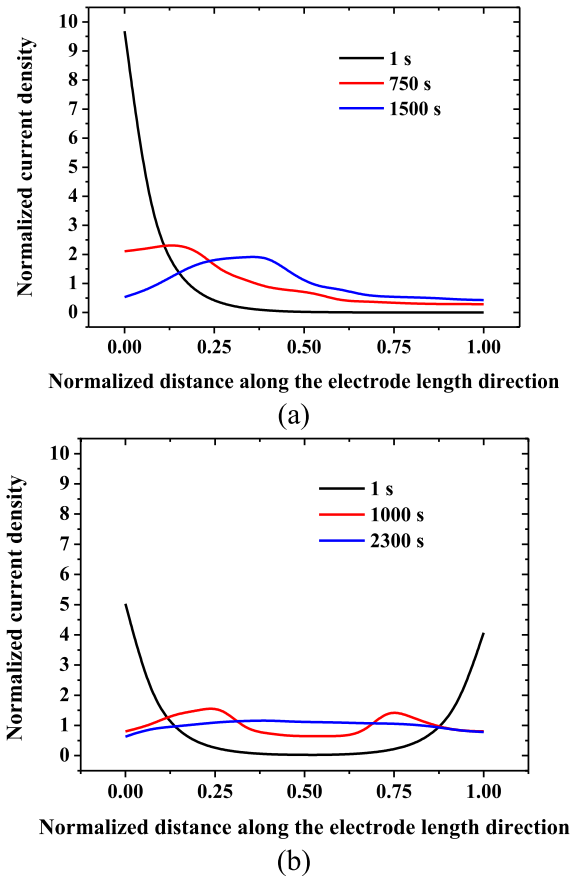 10
9
8
7
6
5
4
3
2
1
0
Normalized current density
1 s
750 s
1500 s
0.00 0.25 0.50 0.75 1.00
Normalized distance along the electrode length direction
(a)
10
9
8
7
6
5
4
3
2
1
0
Normalized current density
1 s
1000 s
2300 s
0.00 0.25 0.50 0.75 1.00
Normalized distance along the electrode length direction
(b)